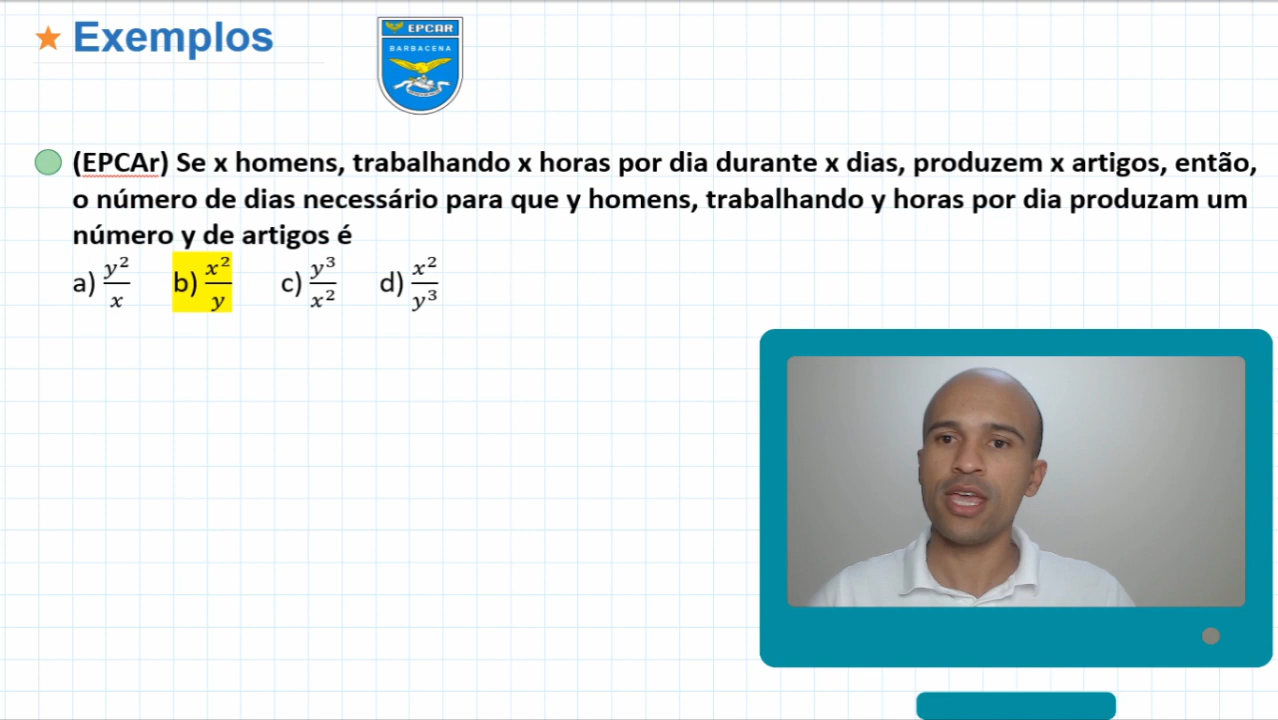 Exemplos
EPCAR
BARBACENA
(EPCAr) Se x homens, trabalhando x horas por dia durante x dias, produzem x artigos, então,
o número de dias necessário para que y homens, trabalhando y horas por dia produzam um
número y de artigos é
a) y²/x b) x²/y c) y³/x² d) x²/y³